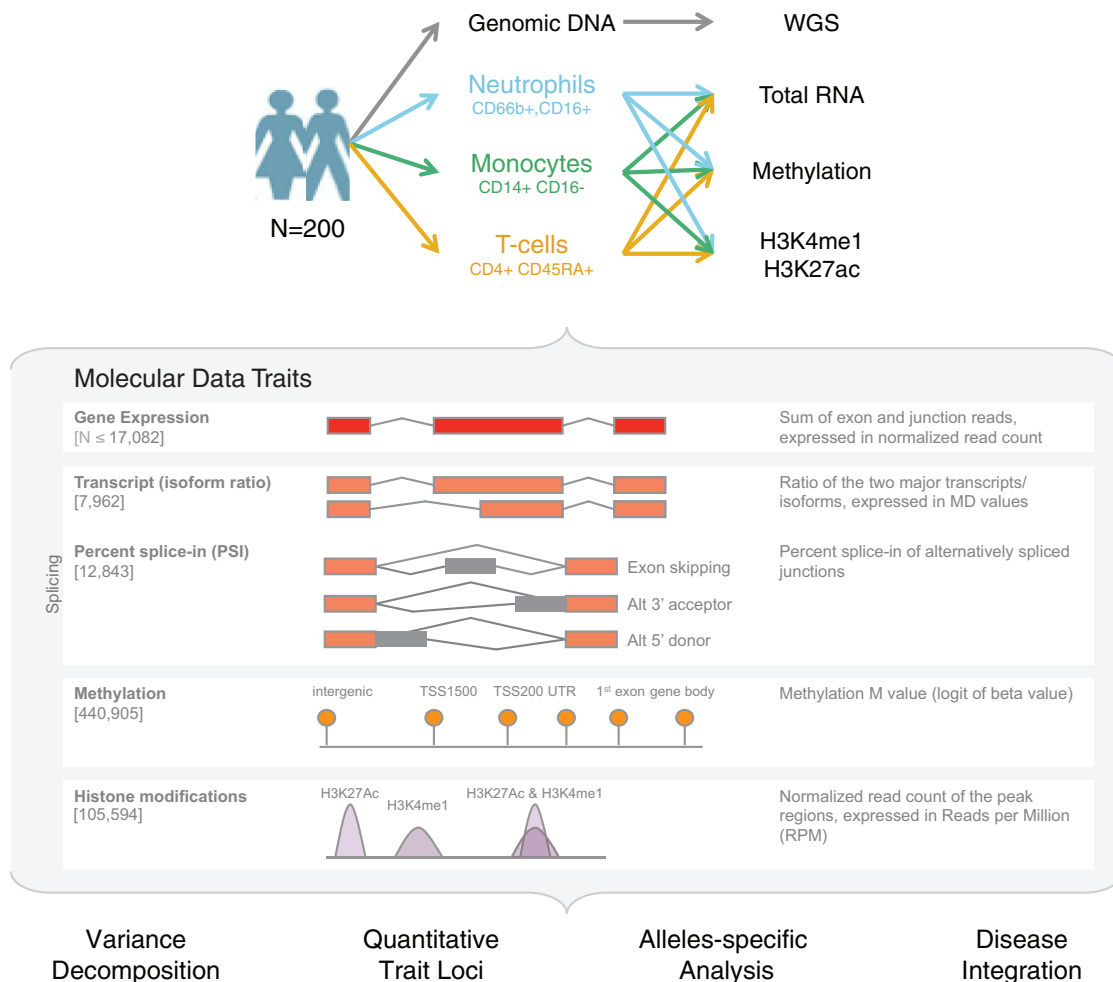 Genomic DNA
WGS
Neutrophils
CD66b+,CD16+
Total RNA
Monocytes
CD14+ CD16-
Methylation
N=200
T-cells
CD4+ CD45RA+
H3K4me1
H3K27ac
Molecular Data Traits
Gene Expression
[N ≤ 17,082]
Sum of exon and junction reads,
expressed in normalized read count
Splicing
Transcript (isoform ratio)
[7,962]
Ratio of the two major transcripts/
isoforms, expressed in MD values
Percent splice-in (PSI)
[12,843]
Exon skipping
Alt 3' acceptor
Alt 5' donor
Percent splice-in of alternatively spliced
junctions
Methylation
[440,905]
intergenic TSS1500 TSS200 UTR 1st exon gene body
Methylation M value (logit of beta value)
Histone modifications
[105,594]
H3K27Ac
H3K4me1
H3K27Ac & H3K4me1
Normalized read count of the peak
regions, expressed in Reads per Million
(RPM)
Variance
Decomposition
Quantitative
Trait Loci
Alleles-specific
Analysis
Disease
Integration